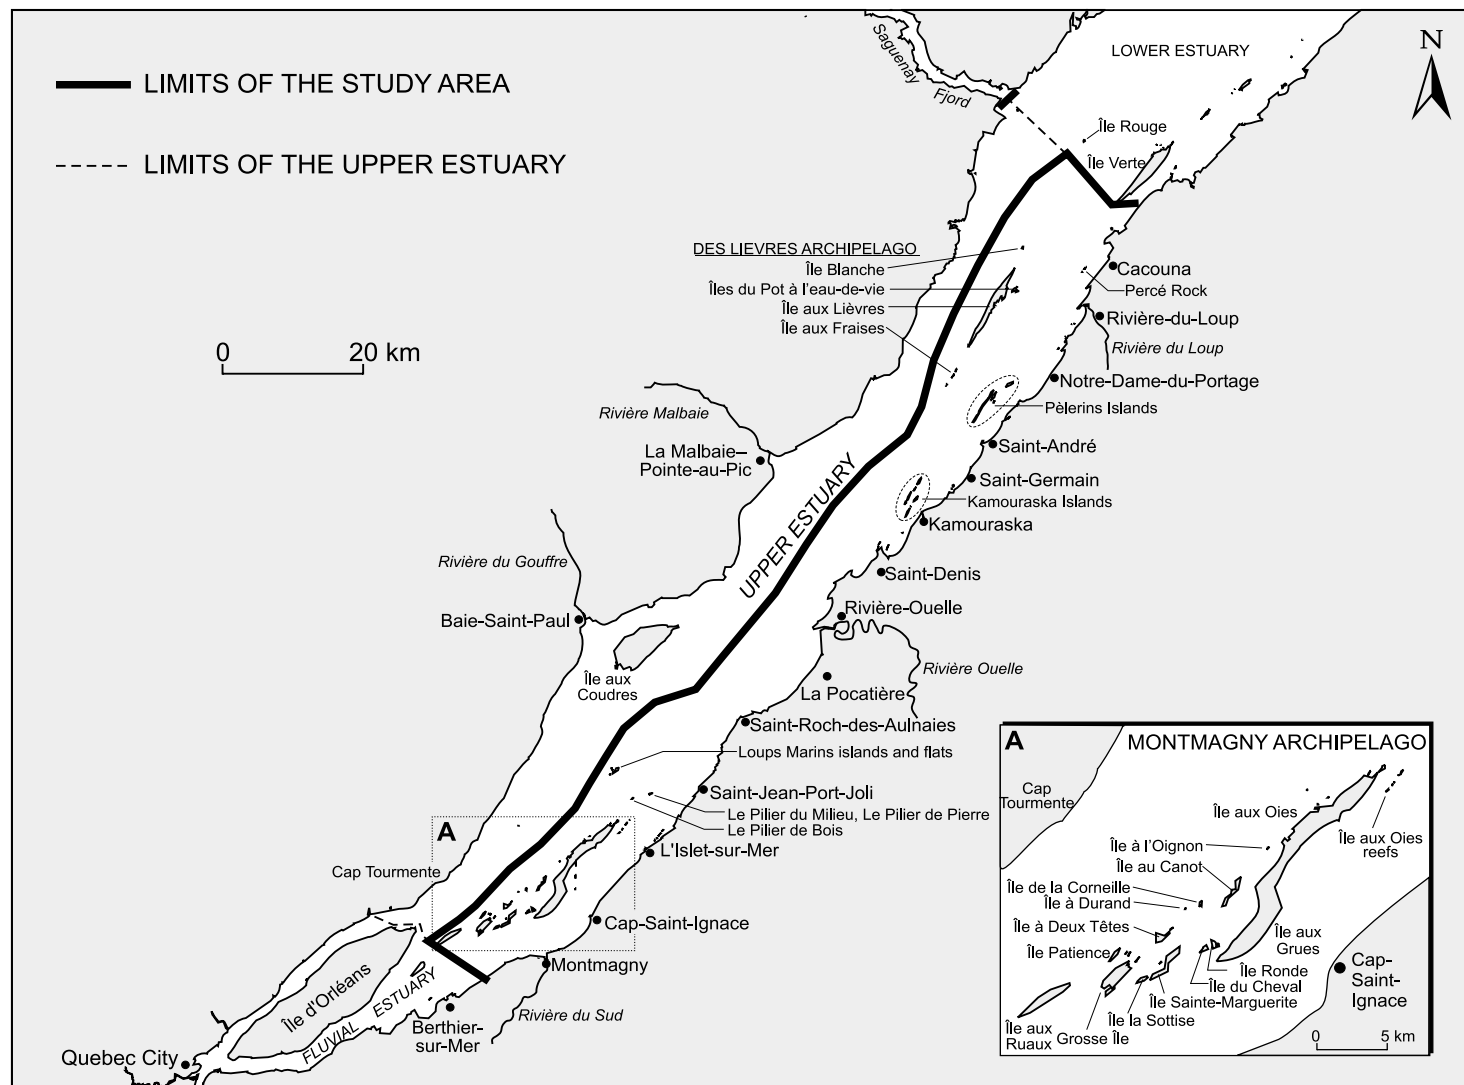 LOWER ESTUARY
N
Saguenay
Fjord
LIMITS OF THE STUDY AREA
LIMITS OF THE UPPER ESTUARY
Île Rouge
Île Verte
DES LIEVRES ARCHIPELAGO
Île Blanche
Îles du Pot à l'eau-de-vie
Île aux Lièvres
Île aux Fraises
Cacouna
Percé Rock
Rivière-du-Loup
Rivière du Loup
0 20 km
Notre-Dame-du-Portage
Pèlerins Islands
Rivière Malbaie
La Malbaie–
Pointe-au-Pic
Saint-André
Saint-Germain
Kamouraska Islands
Kamouraska
UPPER ESTUARY
Rivière du Gouffre
Saint-Denis
Baie-Saint-Paul
Rivière-Ouelle
Rivière Ouelle
Île aux
Coudres
La Pocatière
Saint-Roch-des-Aulnaies
Loups Marins islands and flats
Saint-Jean-Port-Joli
Le Pilier du Milieu, Le Pilier de Pierre
Le Pilier de Bois
A
L'Islet-sur-Mer
Cap Tourmente
Cap-Saint-Ignace
Montmagny
Île d'Orléans
FLUVIAL ESTUARY
Berthier-
sur-Mer
Rivière du Sud
Quebec City
A
MONTMAGNY ARCHIPELAGO
Cap
Tourmente
Île aux Oies
Île aux Oies
reefs
Île à l'Oignon
Île au Canot
Île de la Corneille
Île à Durand
Île à Deux Têtes
Île Patience
Île aux
Grues
Île Ronde
Île du Cheval
Île Sainte-Marguerite
Île la Sottise
Île aux
Ruaux
Grosse Île
Cap-
Saint-
Ignace
0 5 km